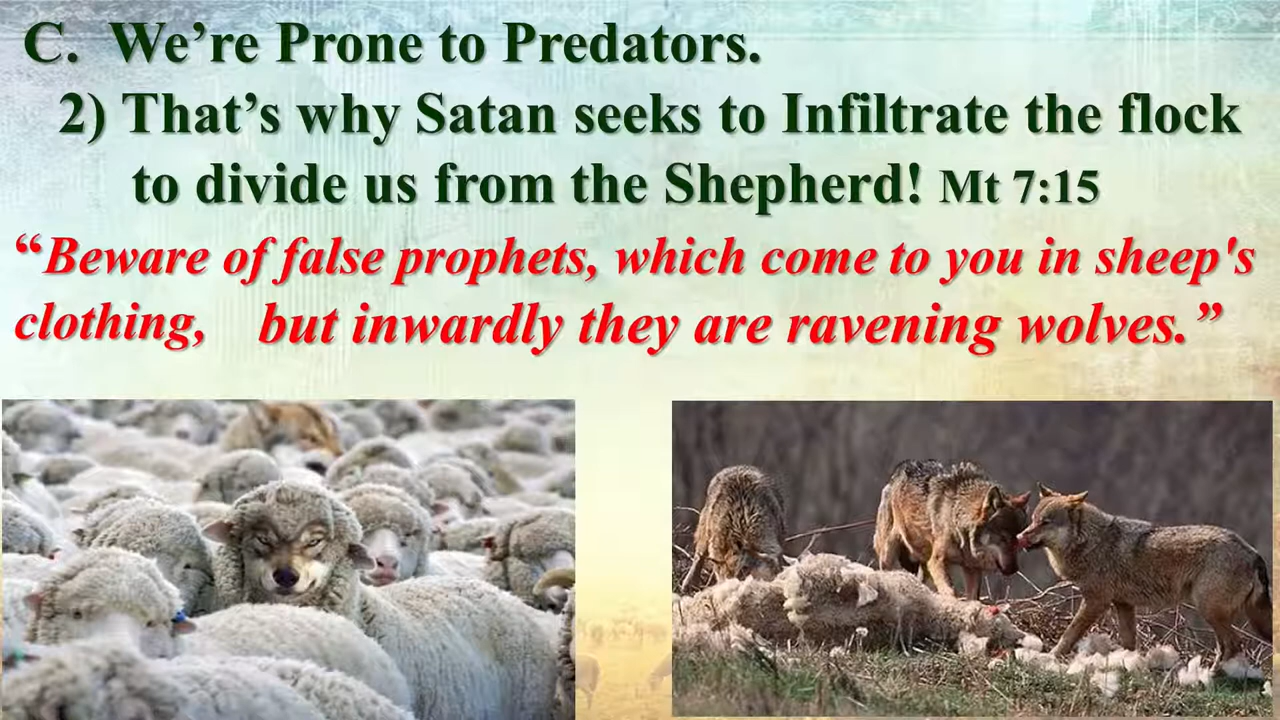 C. We’re Prone to Predators.
2) That’s why Satan seeks to Infiltrate the flock
to divide us from the Shepherd! Mt 7:15
“Beware of false prophets, which come to you in sheep's
clothing, but inwardly they are ravening wolves.”